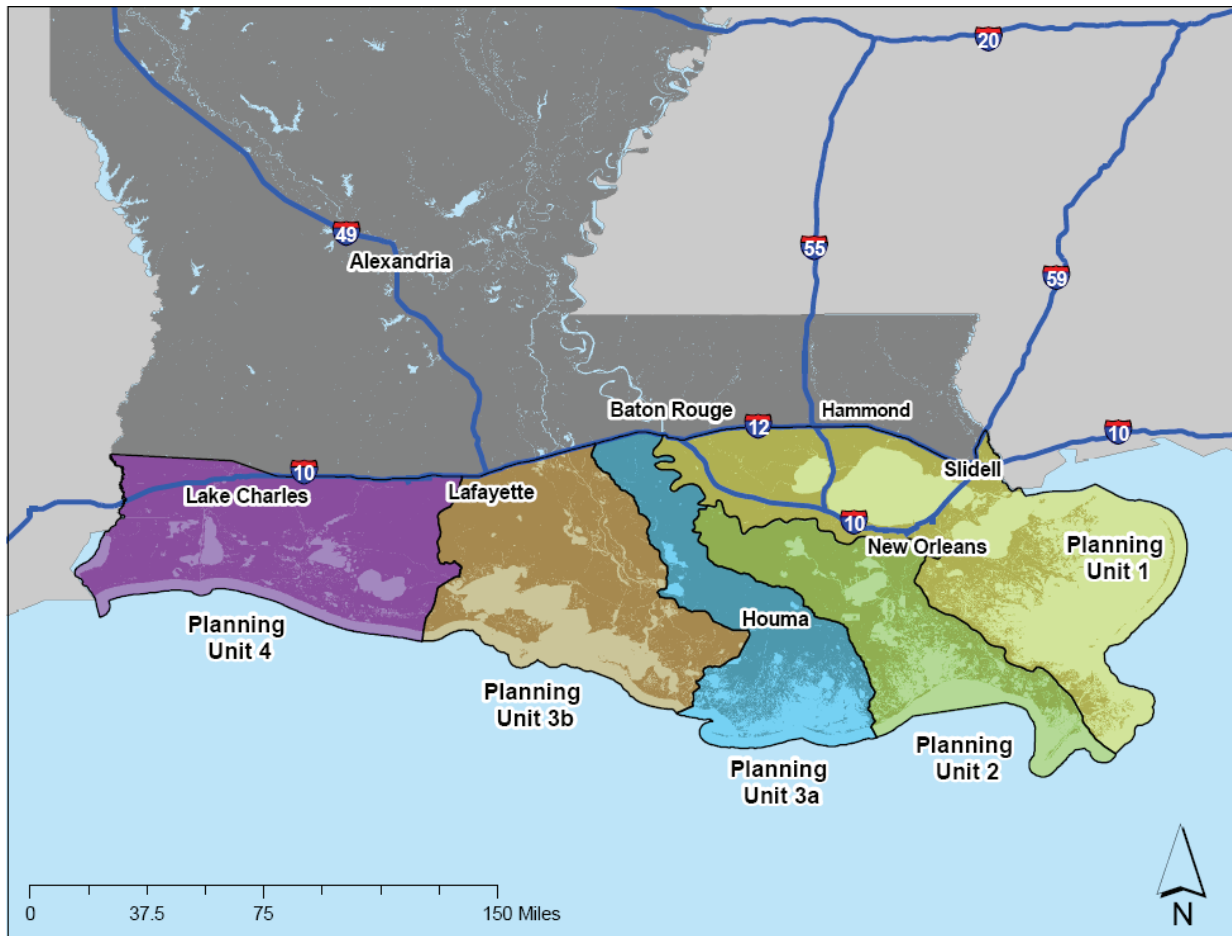 20
49
Alexandria
55
59
Baton Rouge
12
Hammond
10
10
Lake Charles
Lafayette
Slidell
10
New Orleans
Planning
Unit 1
Houma
Planning
Unit 4
Planning
Unit 3b
Planning
Unit 2
Planning
Unit 3a
0
37.5
75
150 Miles
N